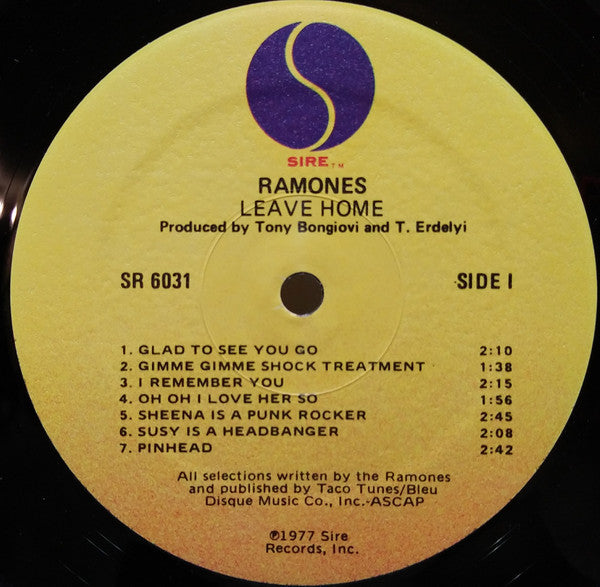 SIRE TM
RAMONES
LEAVE HOME
Produced by Tony Bongiovi and T. Erdelyi
SR 6031 SIDE I
1. GLAD TO SEE YOU GO 2:10
2. GIMME GIMME SHOCK TREATMENT 1:38
3. I REMEMBER YOU 2:15
4. OH OH I LOVE HER SO 1:56
5. SHEENA IS A PUNK ROCKER 2:45
6. SUSY IS A HEADBANGER 2:08
7. PINHEAD 2:42
All selections written by the Ramones
and published by Taco Tunes/Bleu
Disque Music Co., Inc.-ASCAP
℗1977 Sire
Records, Inc.